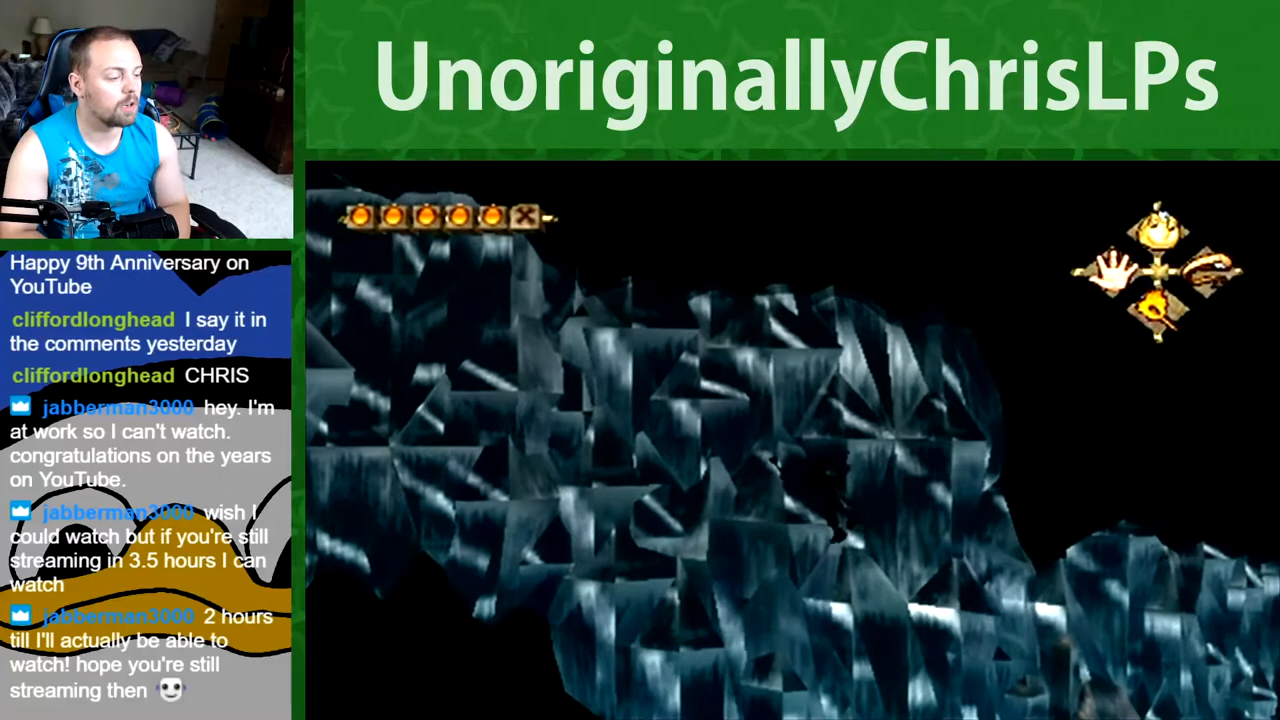 UnoriginallyChrisLPs
Happy 9th Anniversary on
YouTube
cliffordlonghead I say it in
the comments yesterday
cliffordlonghead CHRIS
jabberman3000 hey. I'm
at work so I can't watch.
congratulations on the years
on YouTube.
jabberman3000 wish I
could watch but if you're still
streaming in 3.5 hours I can
watch
jabberman3000 2 hours
till I'll actually be able to
watch! hope you're still
streaming then